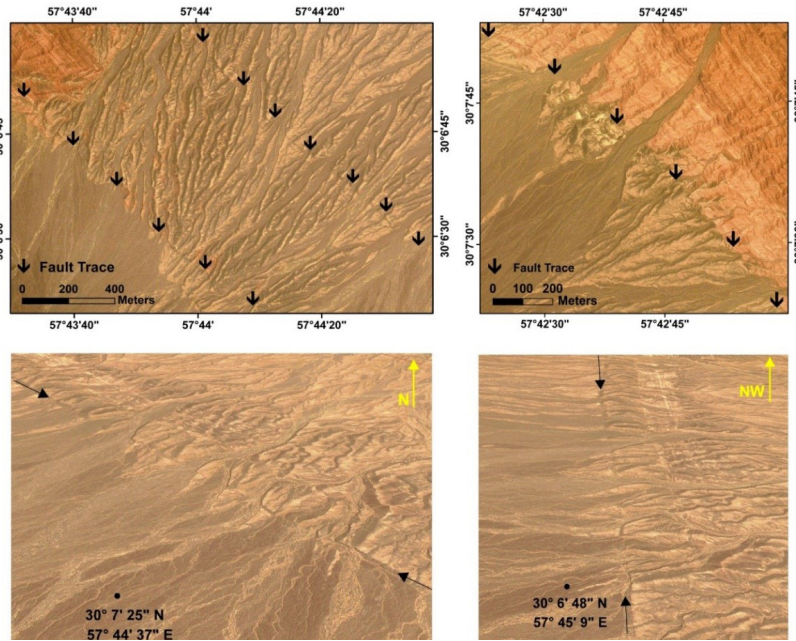 57°43'40" 57°44' 57°44'20"
57°42'30" 57°42'45"
30°6'45"
30°7'45"
30°6'30"
30°7'30"
Fault Trace
0 200 400
Meters
Fault Trace
0 100 200
Meters
57°43'40" 57°44' 57°44'20"
57°42'30" 57°42'45"
N
30° 7' 25" N
57° 44' 37" E
NW
30° 6' 48" N
57° 45' 9" E